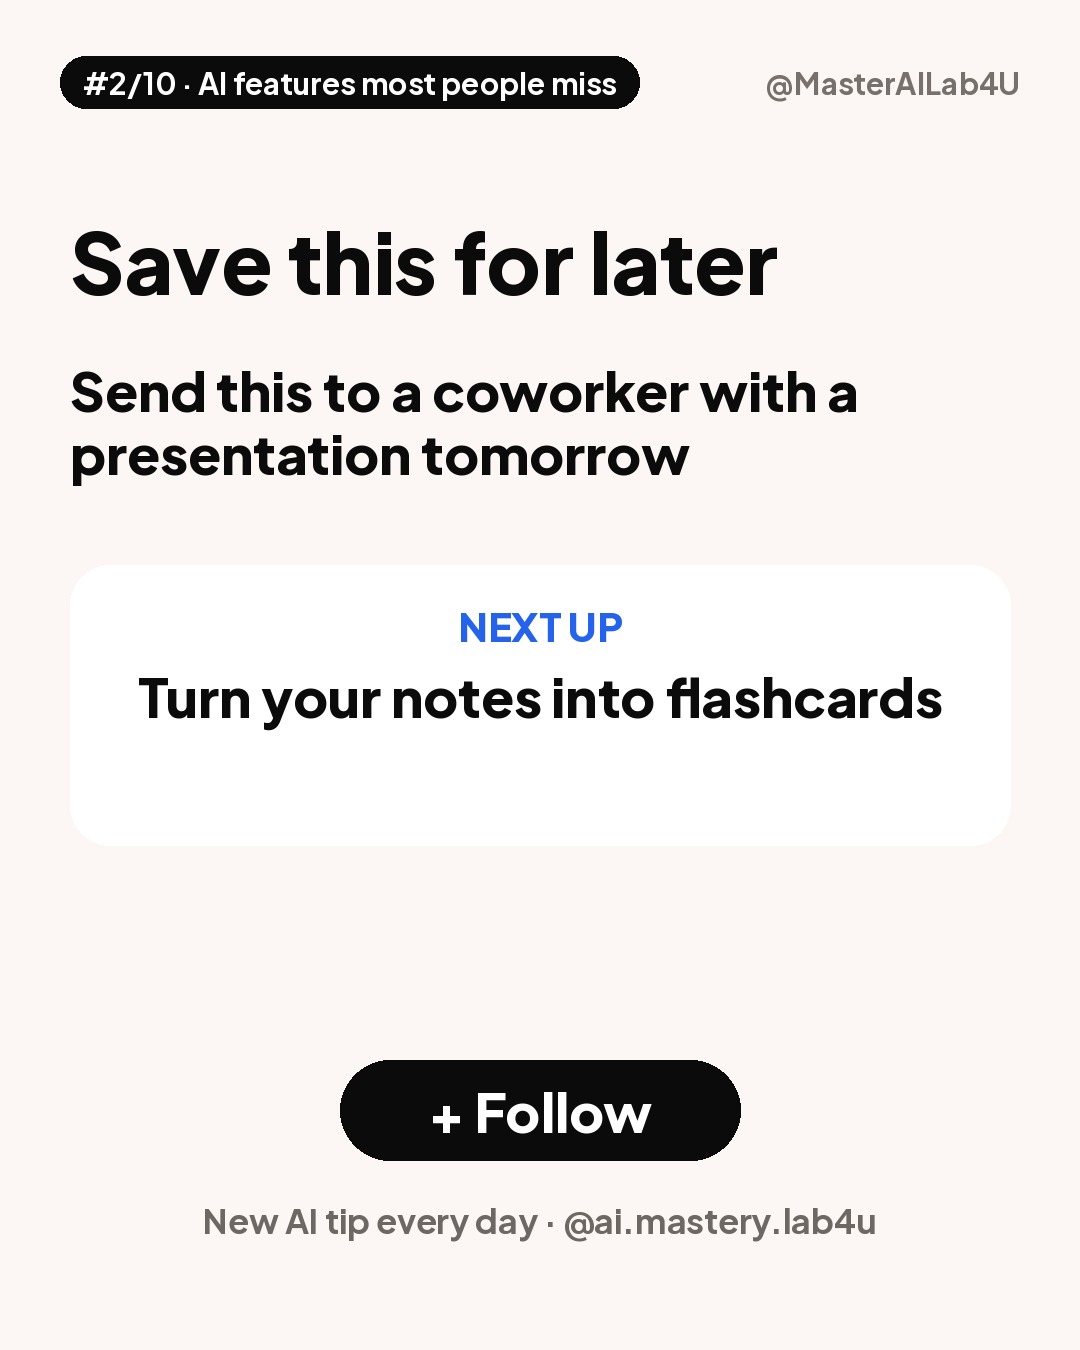 #2/10 · AI features most people miss
@MasterAILab4U
Save this for later
Send this to a coworker with a
presentation tomorrow
NEXT UP
Turn your notes into flashcards
+ Follow
New AI tip every day · @ai.mastery.lab4u